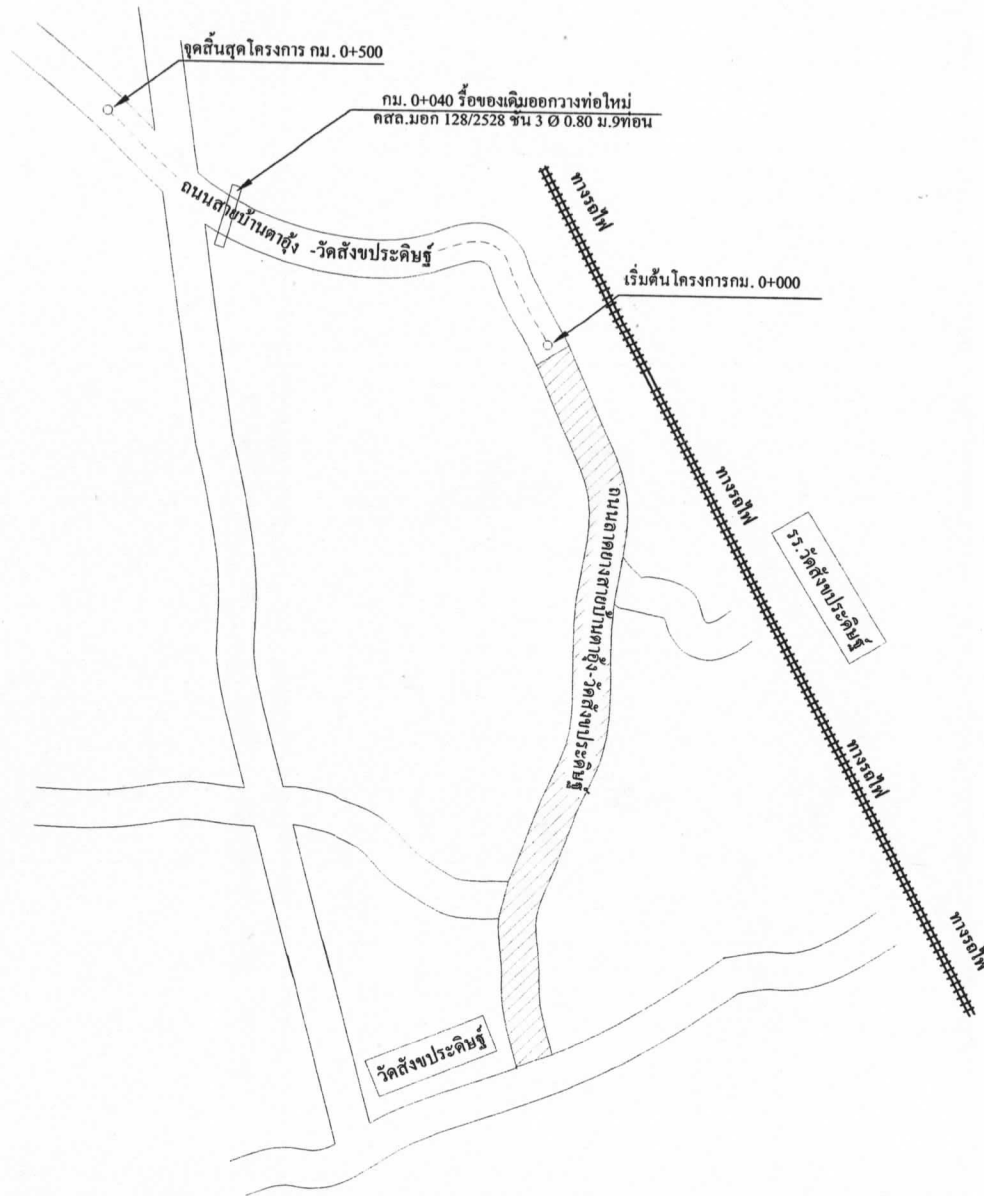 จุดสิ้นสุดโครงการ กม. 0+500
กม. 0+040 รื้อของเดิมออกวางท่อใหม่
คสล.มอก 128/2528 ชั้น 3 Ø 0.80 ม.9ท่อน
ทางรถไฟ
ถนนสายบ้านตาอุ้ง -วัดสังขประดิษฐ์
เริ่มต้นโครงการกม. 0+000
ทางรถไฟ
ถนนลาดยางสายบ้านตาอุ้ง-วัดสังขประดิษฐ์
รร.วัดสังขประดิษฐ์
ทางรถไฟ
ทางรถไฟ
วัดสังขประดิษฐ์